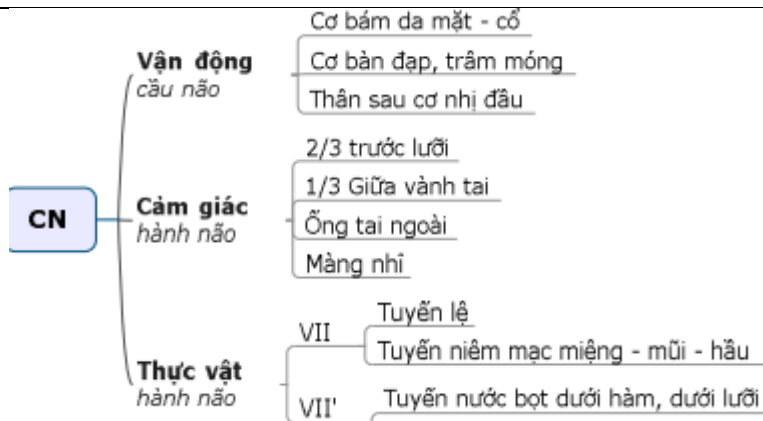 CN
Vận động
cầu não
Cơ bám da mặt - cổ
Cơ bàn đạp, trâm móng
Thân sau cơ nhị đầu
Cảm giác
hành não
2/3 trước lưỡi
1/3 Giữa vành tai
Ống tai ngoài
Màng nhĩ
Thực vật
hành não
VII
Tuyến lệ
Tuyến niêm mạc miệng - mũi - hầu
VII'
Tuyến nước bọt dưới hàm, dưới lưỡi